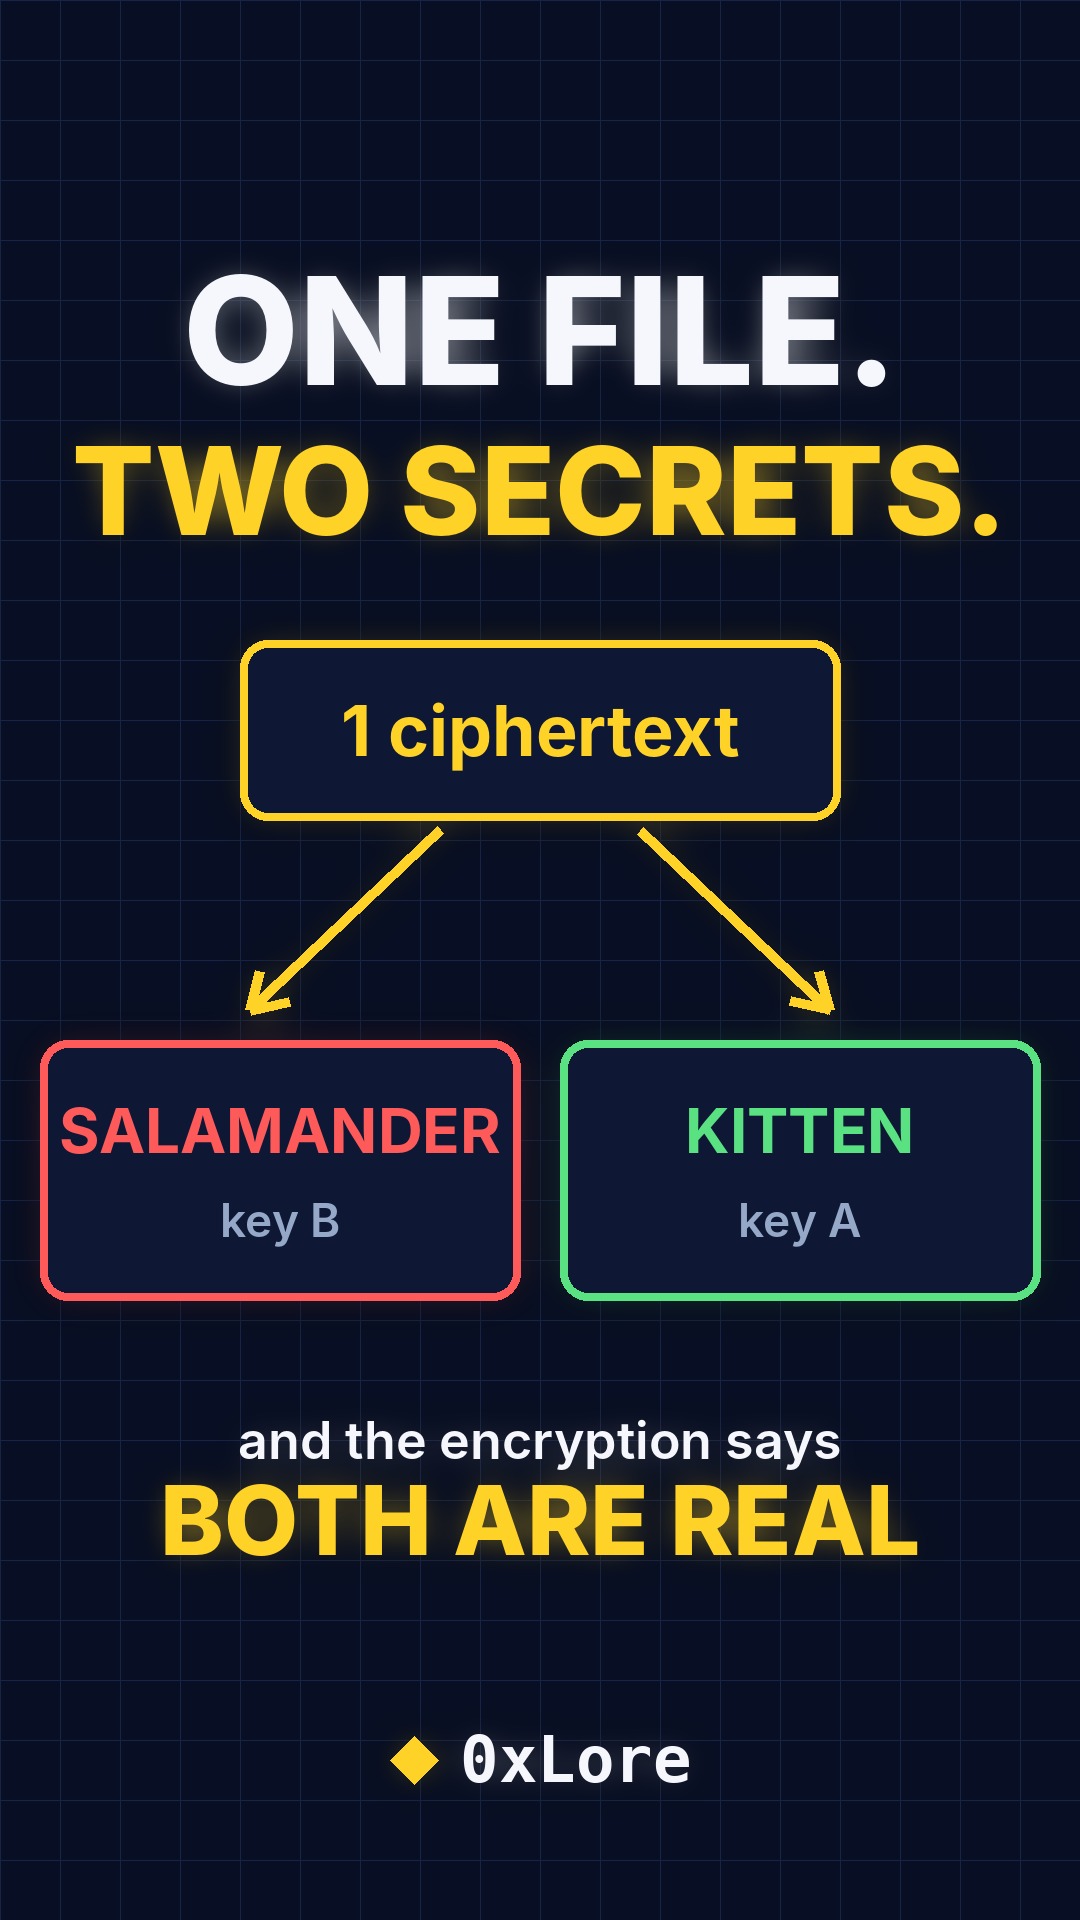 ONE FILE.
TWO SECRETS.
1 ciphertext
SALAMANDER
key B
KITTEN
key A
and the encryption says
BOTH ARE REAL
0xLore